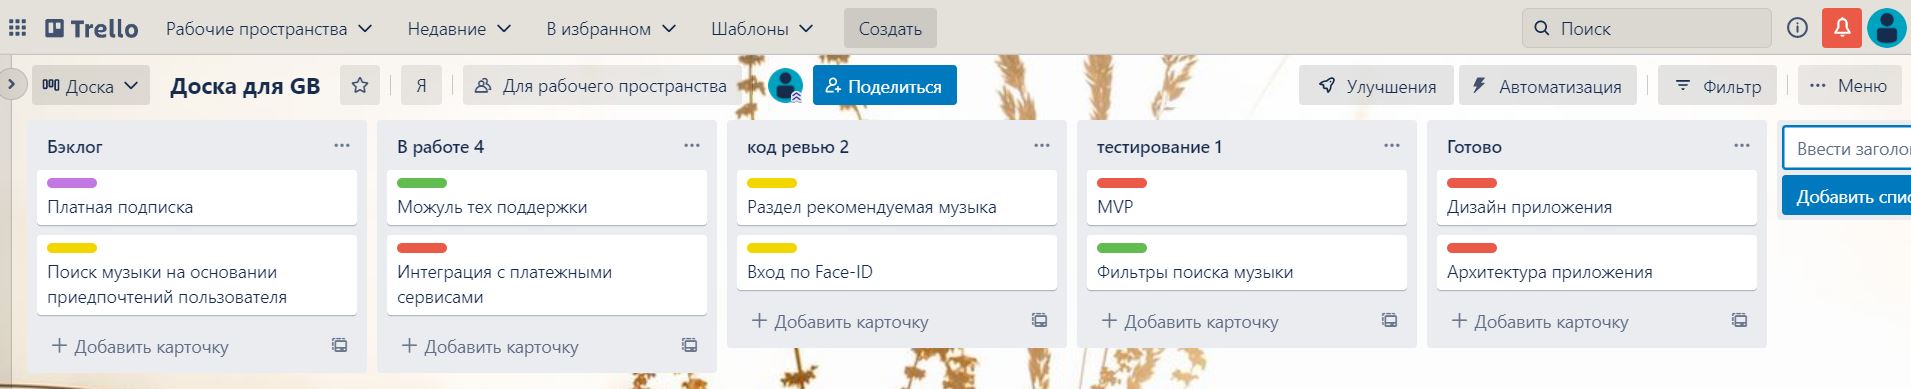 Trello Рабочие пространства Недавние В избранном Шаблоны Создать Поиск
Доска Доска для GB Я Для рабочего пространства Поделиться Улучшения Автоматизация Фильтр Меню
Бэклог
Платная подписка
Поиск музыки на основании
приедпочтений пользователя
Добавить карточку
В работе 4
Можуль тех поддержки
Интеграция с платежными
сервисами
Добавить карточку
код ревью 2
Раздел рекомендуемая музыка
Вход по Face-ID
Добавить карточку
тестирование 1
MVP
Фильтры поиска музыки
Добавить карточку
Готово
Дизайн приложения
Архитектура приложения
Добавить карточку
Ввести заголо
Добавить спис